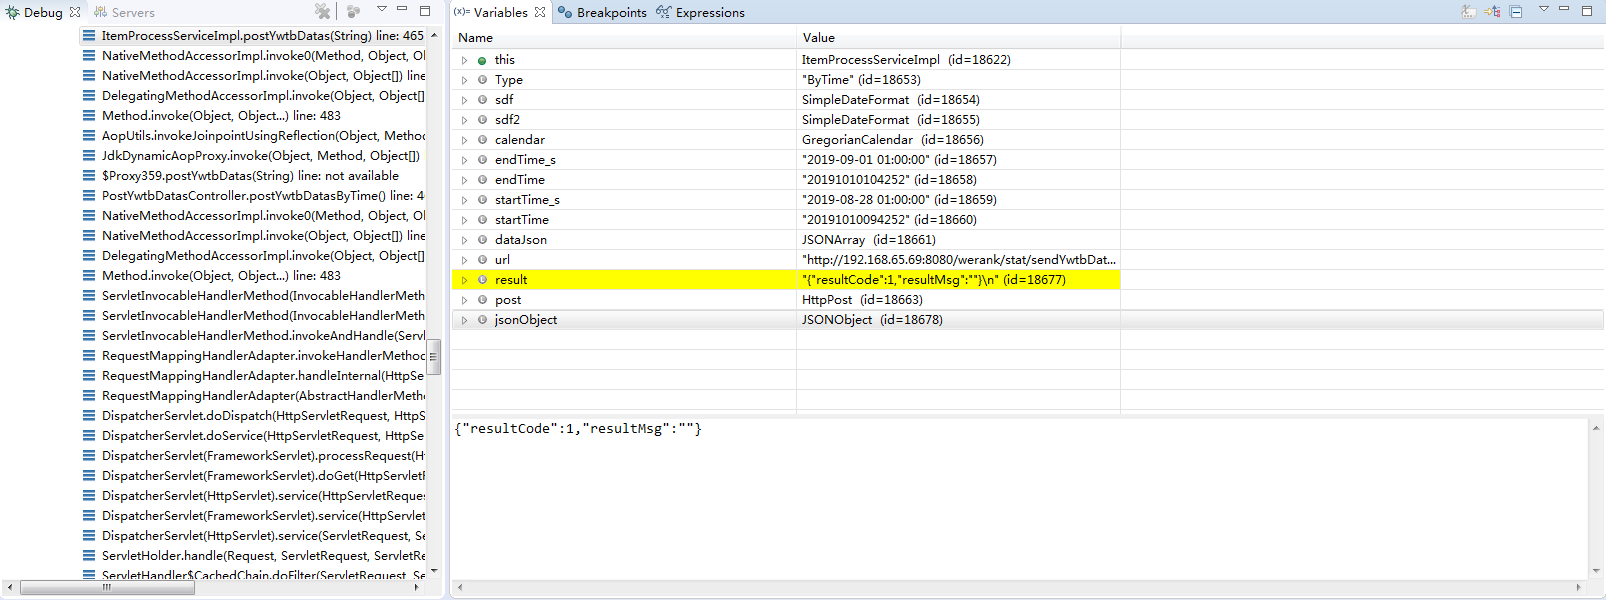 Debug
Servers
ItemProcessServiceImpl.postYwtbDatas(String) line: 465
NativeMethodAccessorImpl.invoke0(Method, Object, O
NativeMethodAccessorImpl.invoke(Object, Object[]) line
DelegatingMethodAccessorImpl.invoke(Object, Object[]
Method.invoke(Object, Object...) line: 483
AopUtils.invokeJoinpointUsingReflection(Object, Metho
JdkDynamicAopProxy.invoke(Object, Method, Object[])
$Proxy359.postYwtbDatas(String) line: not available
PostYwtbDatasController.postYwtbDatasByTime() line: 4
NativeMethodAccessorImpl.invoke0(Method, Object, O
NativeMethodAccessorImpl.invoke(Object, Object[]) line
DelegatingMethodAccessorImpl.invoke(Object, Object[]
Method.invoke(Object, Object...) line: 483
ServletInvocableHandlerMethod(InvocableHandlerMeth
ServletInvocableHandlerMethod(InvocableHandlerMeth
ServletInvocableHandlerMethod.invokeAndHandle(Serv
RequestMappingHandlerAdapter.invokeHandlerMethod
RequestMappingHandlerAdapter.handleInternal(HttpSe
RequestMappingHandlerAdapter(AbstractHandlerMeth
DispatcherServlet.doDispatch(HttpServletRequest, HttpS
DispatcherServlet.doService(HttpServletRequest, HttpSe
DispatcherServlet(FrameworkServlet).processRequest(H
DispatcherServlet(FrameworkServlet).doGet(HttpServletR
DispatcherServlet(HttpServlet).service(HttpServletReque
DispatcherServlet(FrameworkServlet).service(HttpServlet
DispatcherServlet(HttpServlet).service(ServletRequest, Se
ServletHolder.handle(Request, ServletRequest, ServletRe
ServletHandler$CachedChain.doFilter(ServletRequest, Se
(x)= Variables
Breakpoints
Expressions
Name Value
this ItemProcessServiceImpl (id=18622)
Type "ByTime" (id=18653)
sdf SimpleDateFormat (id=18654)
sdf2 SimpleDateFormat (id=18655)
calendar GregorianCalendar (id=18656)
endTime_s "2019-09-01 01:00:00" (id=18657)
endTime "20191010104252" (id=18658)
startTime_s "2019-08-28 01:00:00" (id=18659)
startTime "20191010094252" (id=18660)
dataJson JSONArray (id=18661)
url "http://192.168.65.69:8080/werank/stat/sendYwtbDat...
result "{"resultCode":1,"resultMsg":""}\n" (id=18677)
post HttpPost (id=18663)
jsonObject JSONObject (id=18678)
{"resultCode":1,"resultMsg":""}